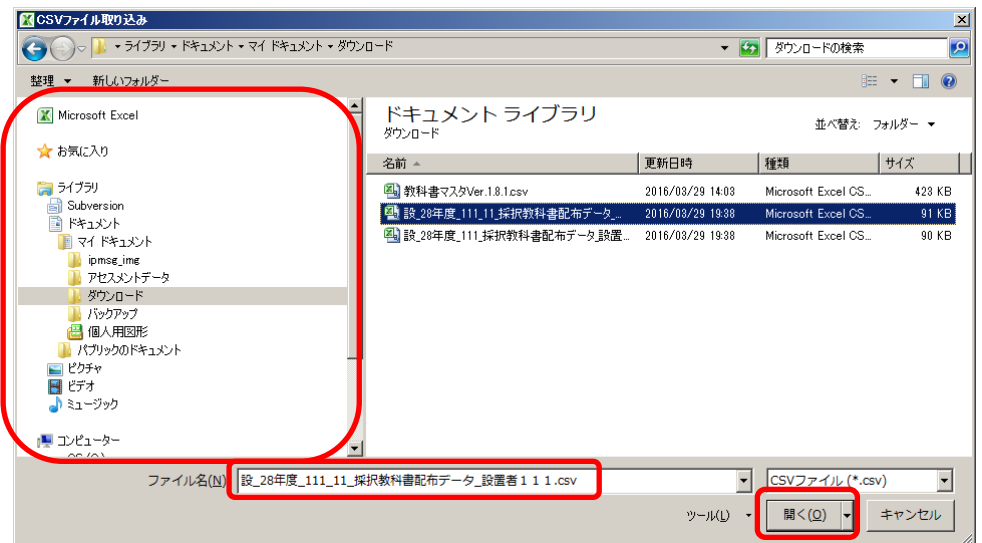 CSVファイル取り込み
ライブラリ ▾ ドキュメント ▾ マイ ドキュメント ▾ ダウンロード
ダウンロードの検索
整理 ▼ 新しいフォルダー
Microsoft Excel
お気に入り
ライブラリ
Subversion
ドキュメント
マイ ドキュメント
ipmsg_img
アセスメントデータ
ダウンロード
バックアップ
個人用図形
パブリックのドキュメント
ピクチャ
ビデオ
ミュージック
コンピューター
ドキュメント ライブラリ
ダウンロード
並べ替え: フォルダー ▼
名前 更新日時 種類 サイズ
教科書マスタVer.1.8.1.csv 2016/03/29 14:03 Microsoft Excel CS... 423 KB
設_28年度_111_11_採択教科書配布データ_... 2016/03/29 19:38 Microsoft Excel CS... 91 KB
設_28年度_111_採択教科書配布データ_設置... 2016/03/29 19:38 Microsoft Excel CS... 90 KB
ファイル名(N) 設_28年度_111_11_採択教科書配布データ_設置者１１１.csv CSVファイル (*.csv)
ツール(L) 開く(O) キャンセル